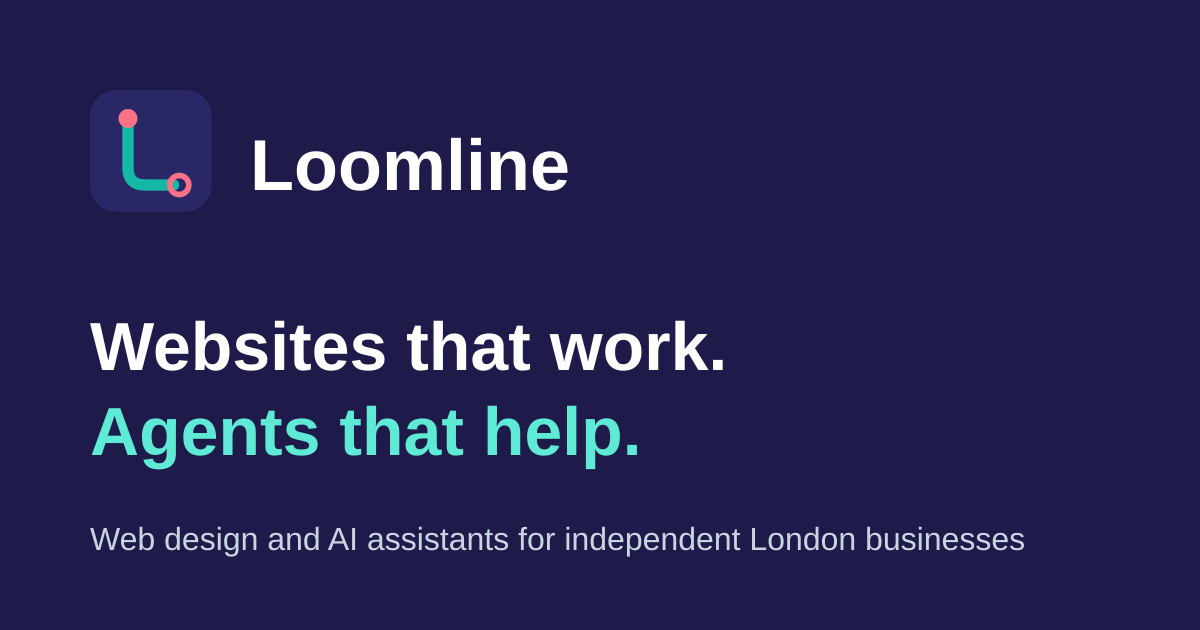 Loomline
Websites that work.
Agents that help.
Web design and AI assistants for independent London businesses